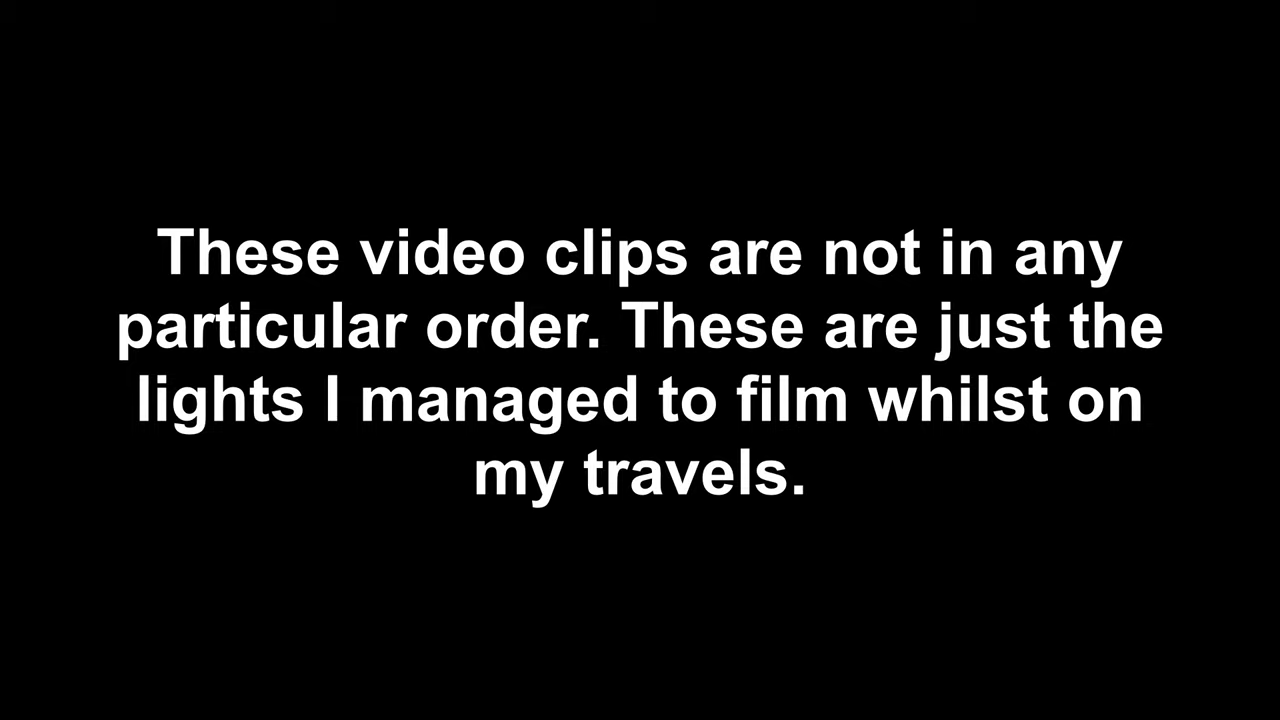 These video clips are not in any
particular order. These are just the
lights I managed to film whilst on
my travels.